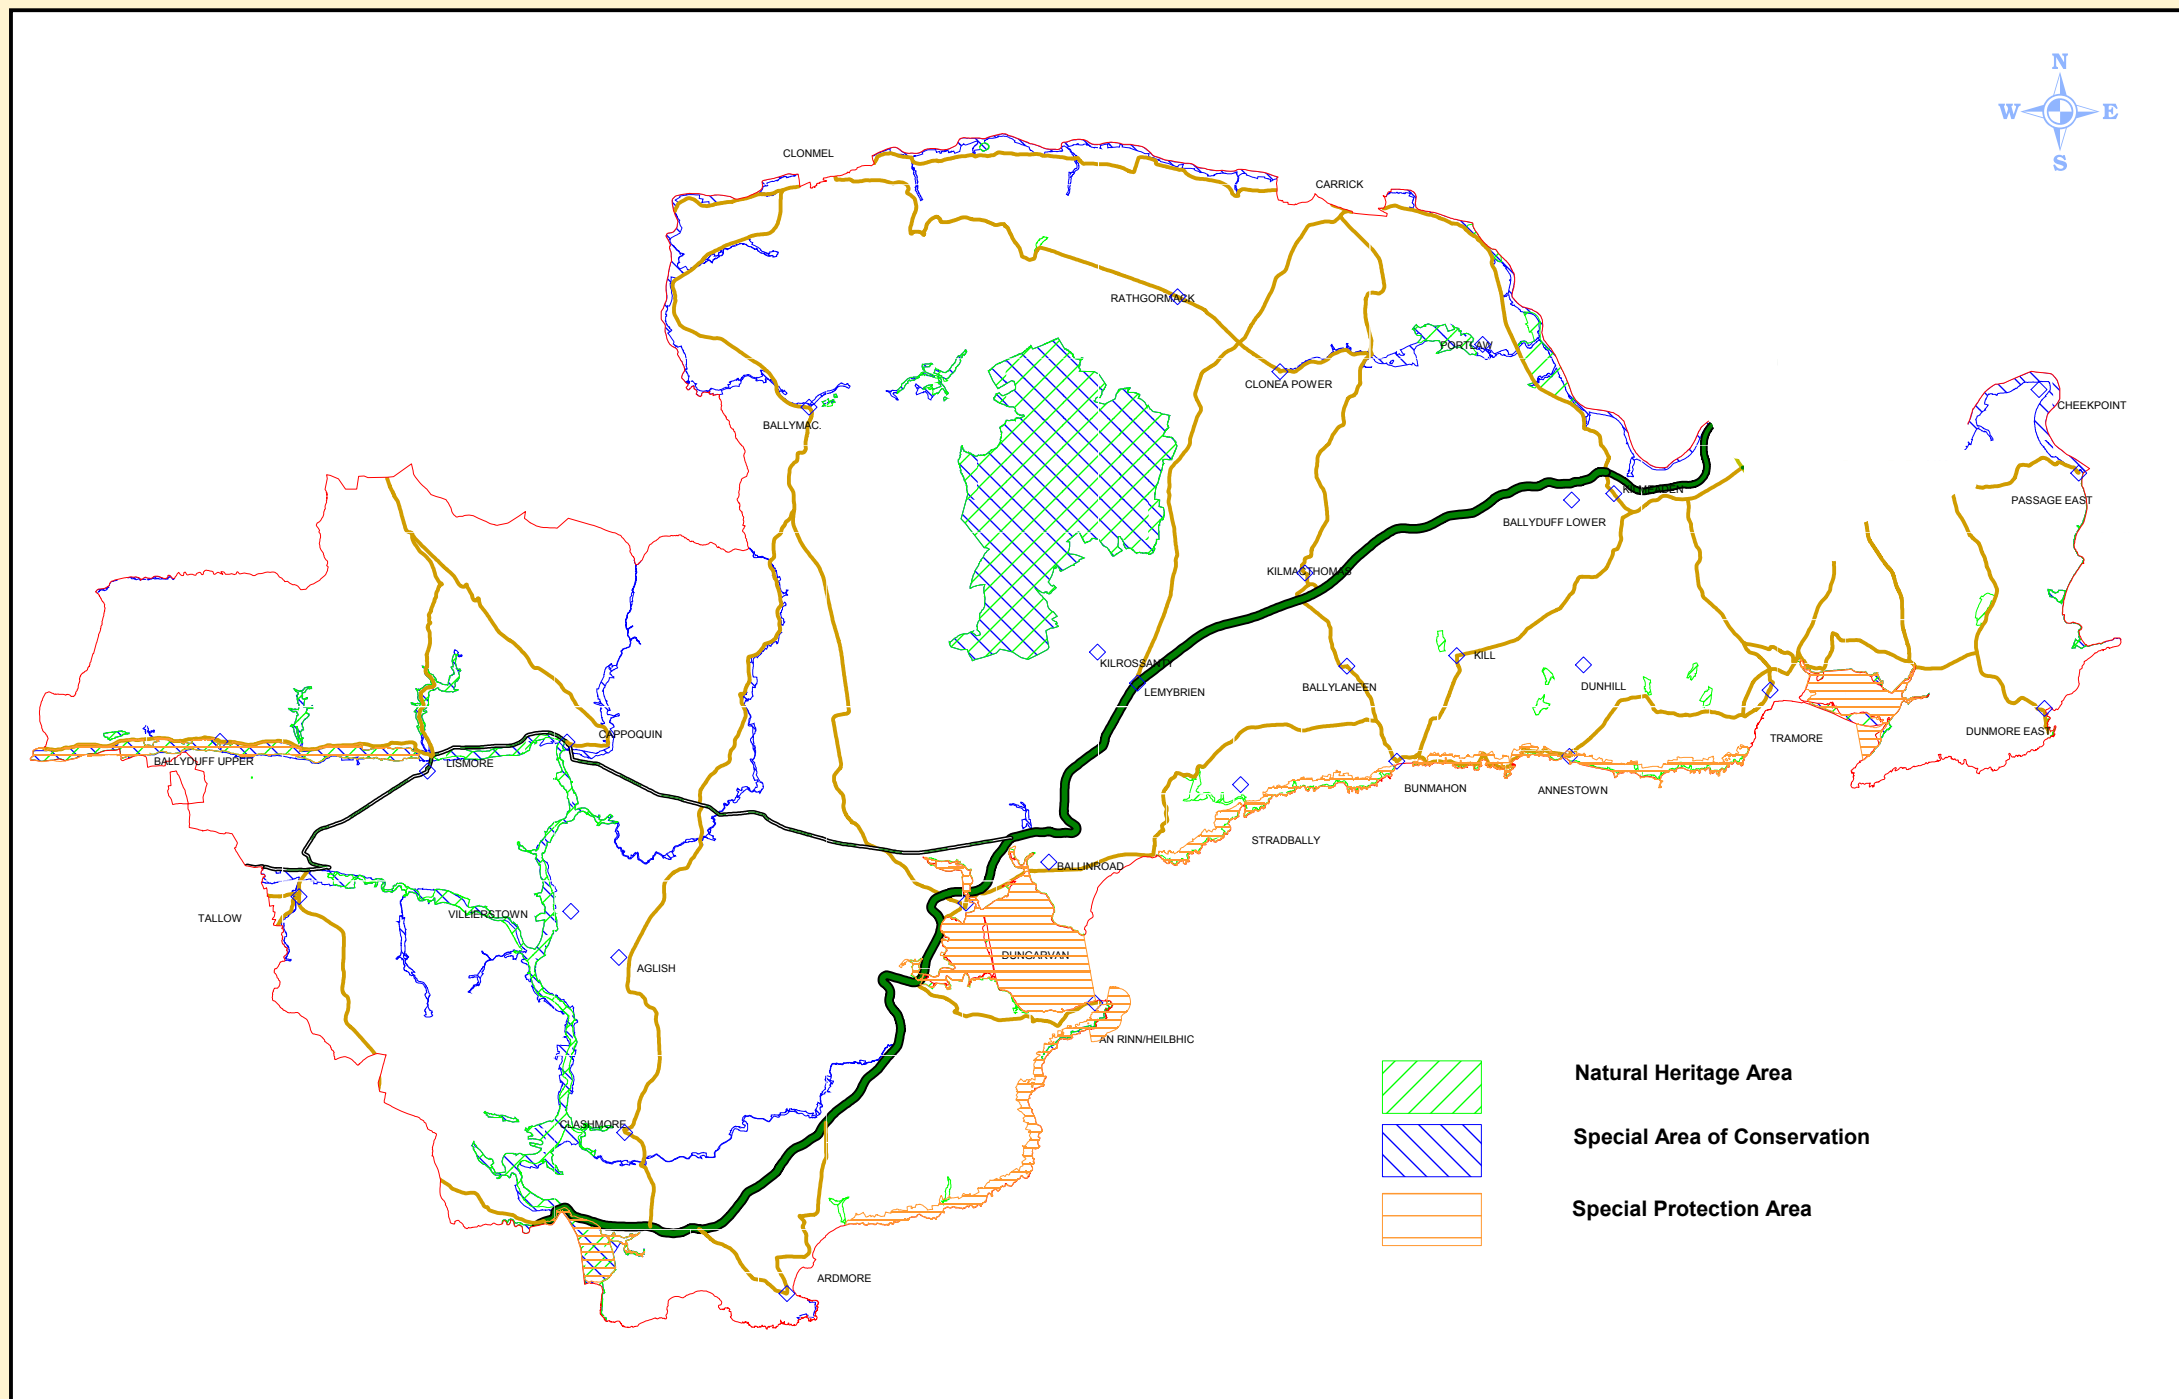 N
W E
S
CLONMEL
CARRICK
RATHGORMACK
PORTLAW
CLONEA POWER
CHEEKPOINT
BALLYMAC.
KILMEADEN
PASSAGE EAST
BALLYDUFF LOWER
KILMACTHOMAS
KILL
KILROSSANTY
BALLYLANEEN
DUNHILL
LEMYBRIEN
CAPPOQUIN
DUNMORE EAST
TRAMORE
BALLYDUFF UPPER
LISMORE
BUNMAHON
ANNESTOWN
STRADBALLY
BALLINROAD
TALLOW
VILLIERSTOWN
DUNGARVAN
AGLISH
AN RINN/HEILBHIC
Natural Heritage Area
CLASHMORE
Special Area of Conservation
Special Protection Area
ARDMORE